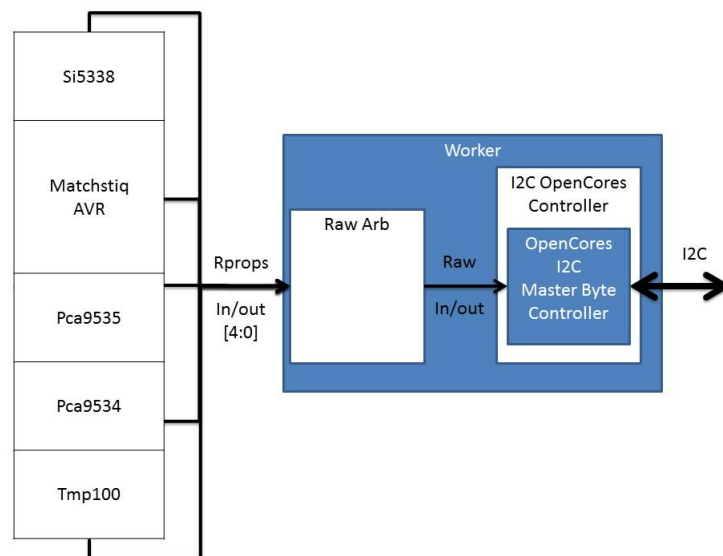 Si5338
Matchstiq
AVR
Pca9535
Pca9534
Tmp100
Rprops
In/out
[4:0]
Worker
Raw Arb
Raw
In/out
I2C OpenCores
Controller
OpenCores
I2C
Master Byte
Controller
I2C